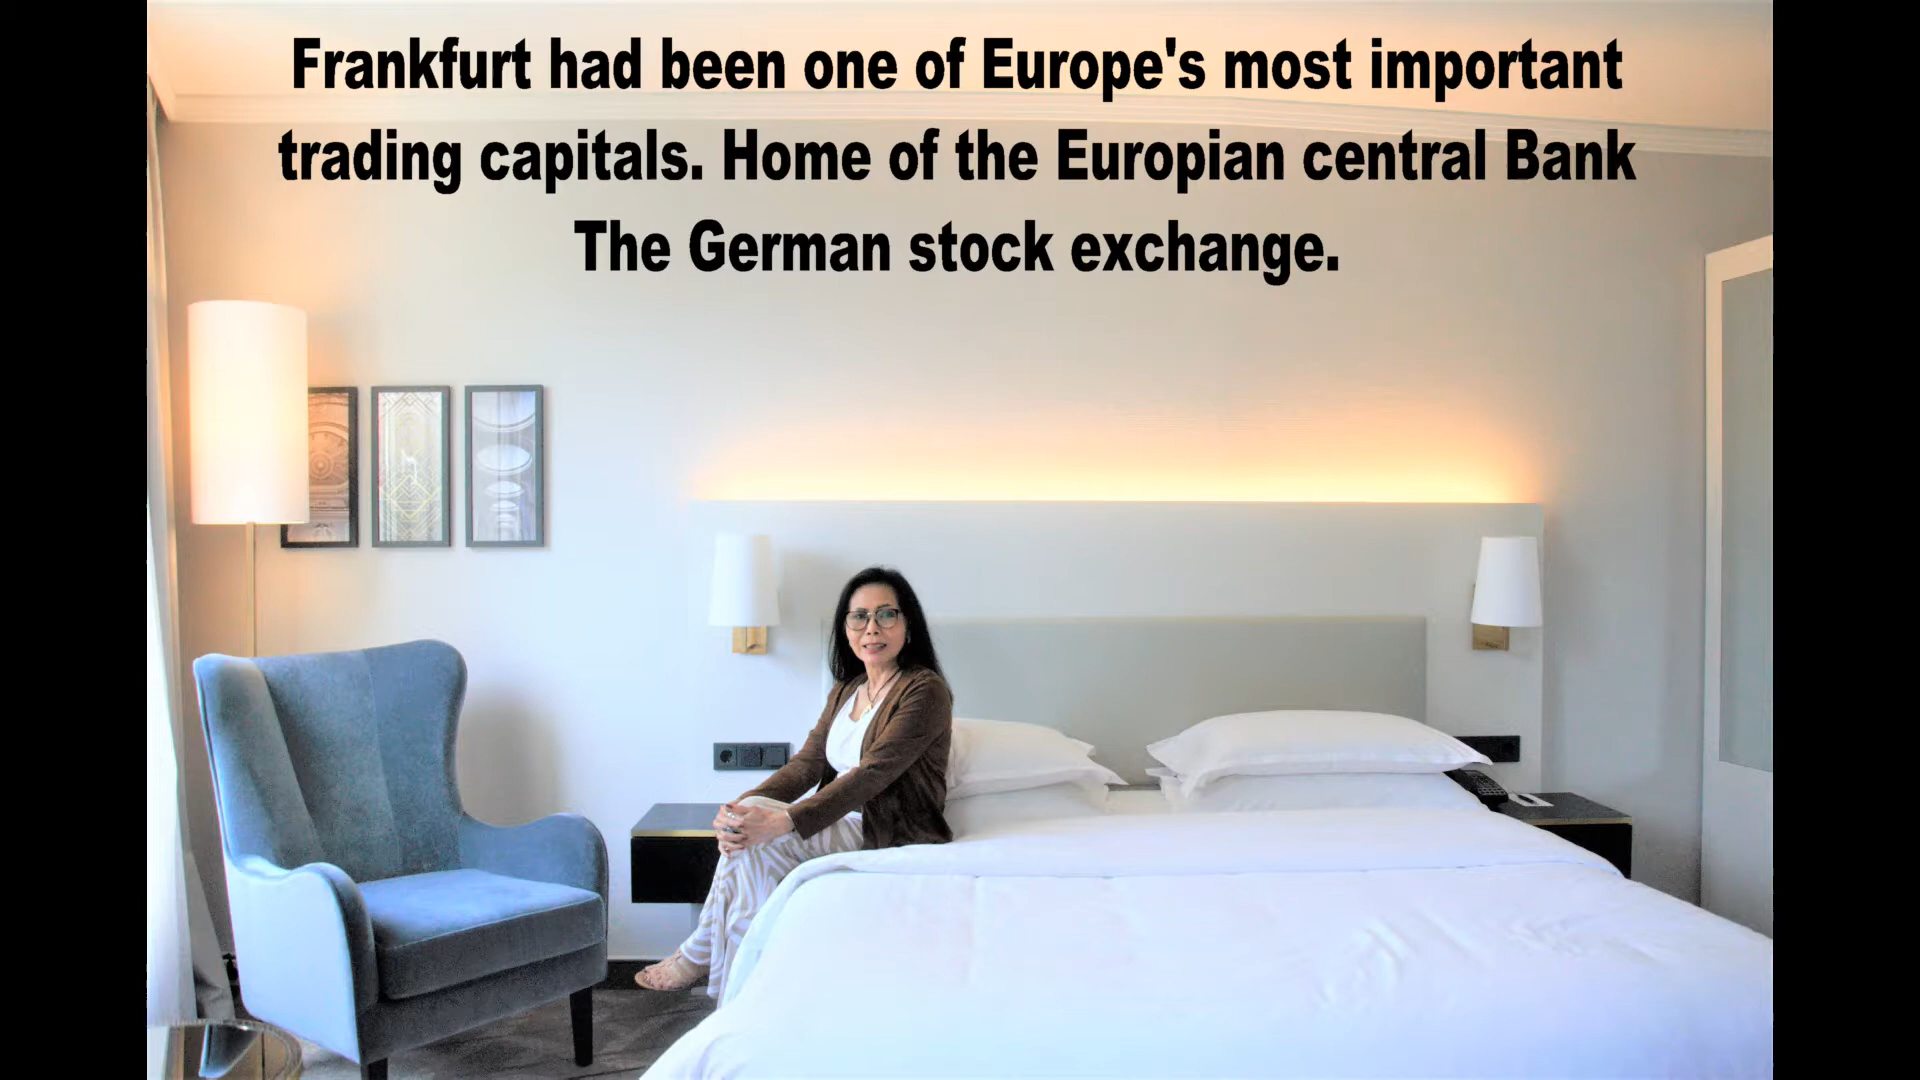 Frankfurt had been one of Europe's most important
trading capitals. Home of the Europian central Bank
The German stock exchange.